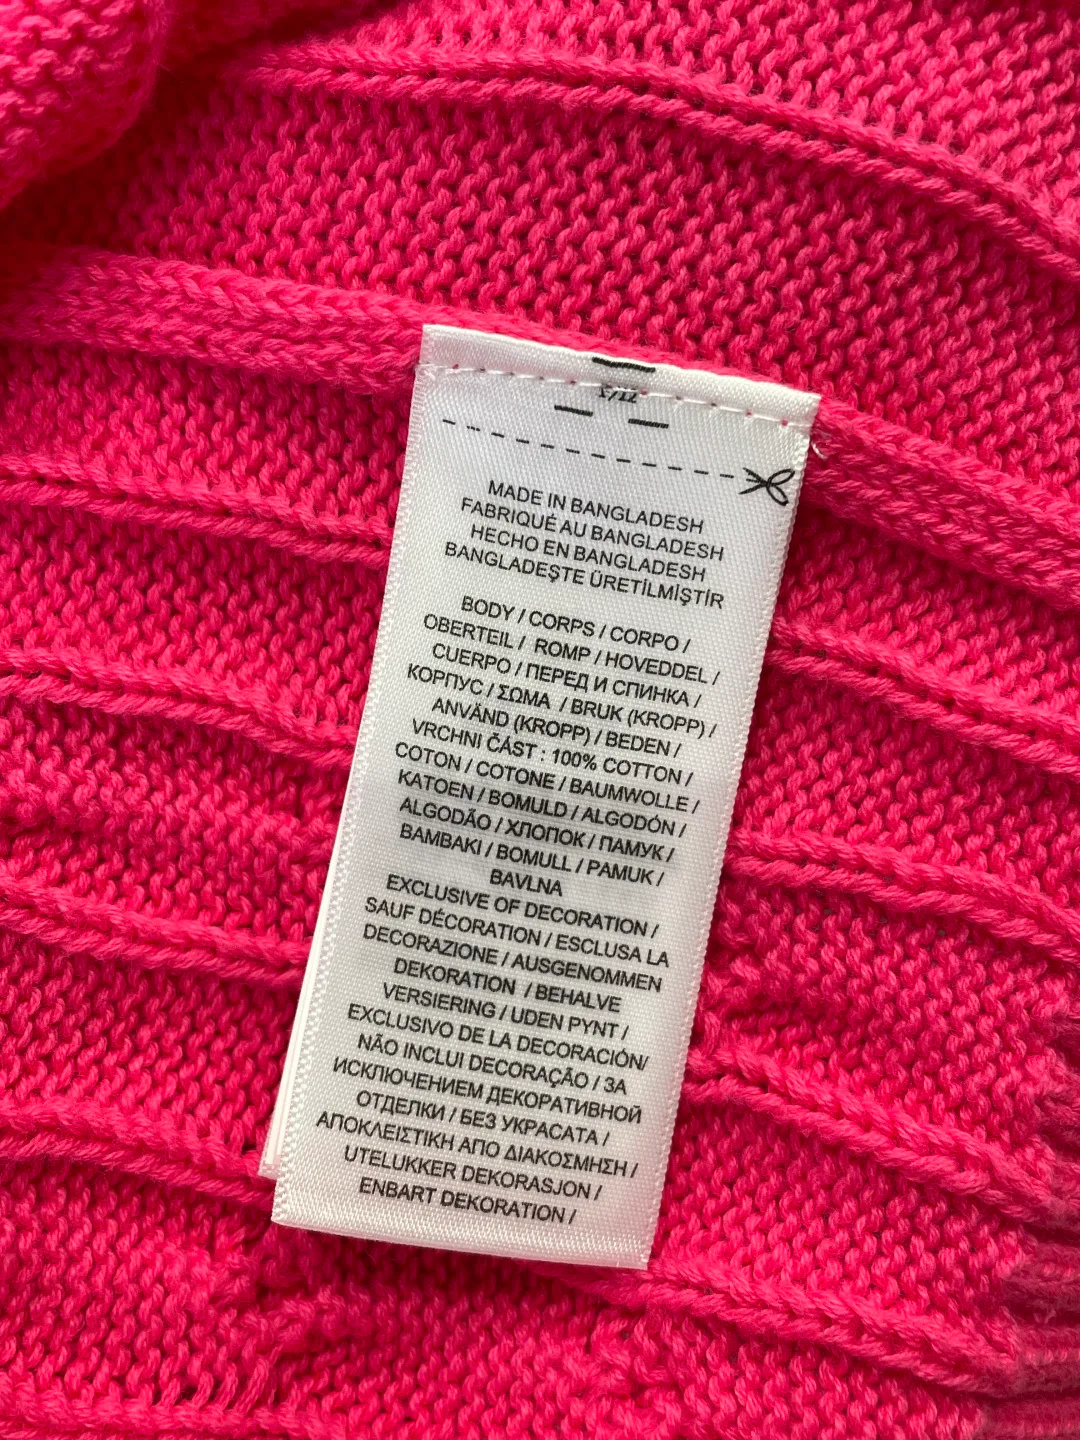 MADE IN BANGLADESH
FABRIQUÉ AU BANGLADESH
HECHO EN BANGLADESH
BANGLADEŞTE ÜRETİLMİŞTİR
BODY / CORPS / CORPO /
OBERTEIL / ROMP / HOVEDDEL /
CUERPO / ПЕРЕД И СПИНКА /
КОРПУС / ΣΩΜΑ / BRUK (KROPP) /
ANVÄND (KROPP) / BEDEN /
VRCHNI ČÁST : 100% COTTON /
COTON / COTONE / BAUMWOLLE /
KATOEN / BOMULD / ALGODÓN /
ALGODÃO / ХЛОПОК / ПАМУК /
ΒΑΜΒΑΚΙ / BOMULL / PAMUK /
BAVLNA
EXCLUSIVE OF DECORATION /
SAUF DÉCORATION / ESCLUSA LA
DECORAZIONE / AUSGENOMMEN
DEKORATION / BEHALVE
VERSIERING / UDEN PYNT /
EXCLUSIVO DE LA DECORACIÓN/
NÃO INCLUI DECORAÇÃO / ЗА
ИСКЛЮЧЕНИЕМ ДЕКОРАТИВНОЙ
ОТДЕЛКИ / БЕЗ УКРАСАТА /
ΑΠΟΚΛΕΙΣΤΙΚΗ ΑΠΟ ΔΙΑΚΟΣΜΗΣΗ /
UTELUKKER DEKORASJON /
ENBART DEKORATION /